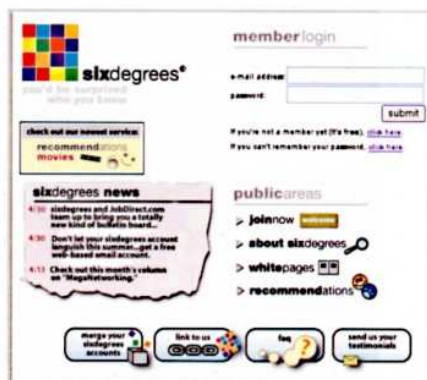 sixdegrees®
you'd be surprised
who you know
memberlogin
e-mail address:
password:
submit
If you're not a member yet (It's free), click here.
If you can't remember your password, click here.
check out our newest service:
recommendations
movies
sixdegrees news
4/30 sixdegrees and JobDirect.com
team up to bring you a totally
new kind of bulletin board...
4/30 Don't let your sixdegrees account
languish this summer...get a free
web-based email account.
4/13 Check out this month's column
on "MegaNetworking."
publicareas
> joinnow welcome
> about sixdegrees
> whitepages
> recommendations
merge your
sixdegrees
accounts
link to us
faq
?
send us your
testimonials